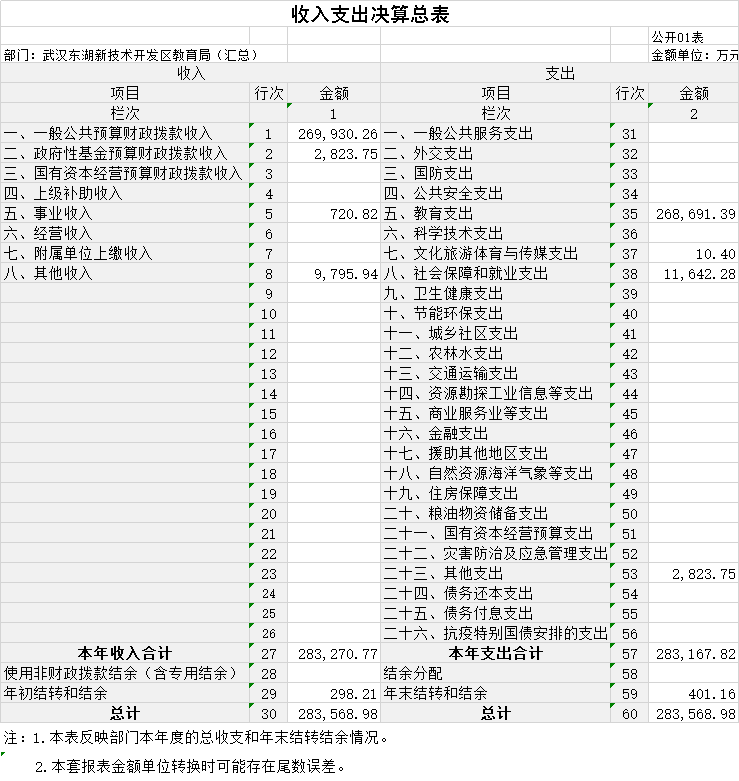 收入支出决算总表
公开01表
部门：武汉东湖新技术开发区教育局（汇总） 金额单位：万元
收入 支出
项目 行次 金额 项目 行次 金额
栏次 1 栏次 2
一、一般公共预算财政拨款收入 1 269,930.26 一、一般公共服务支出 31
二、政府性基金预算财政拨款收入 2 2,823.75 二、外交支出 32
三、国有资本经营预算财政拨款收入 3 三、国防支出 33
四、上级补助收入 4 四、公共安全支出 34
五、事业收入 5 720.82 五、教育支出 35 268,691.39
六、经营收入 6 六、科学技术支出 36
七、附属单位上缴收入 7 七、文化旅游体育与传媒支出 37 10.40
八、其他收入 8 9,795.94 八、社会保障和就业支出 38 11,642.28
9 九、卫生健康支出 39
10 十、节能环保支出 40
11 十一、城乡社区支出 41
12 十二、农林水支出 42
13 十三、交通运输支出 43
14 十四、资源勘探工业信息等支出 44
15 十五、商业服务业等支出 45
16 十六、金融支出 46
17 十七、援助其他地区支出 47
18 十八、自然资源海洋气象等支出 48
19 十九、住房保障支出 49
20 二十、粮油物资储备支出 50
21 二十一、国有资本经营预算支出 51
22 二十二、灾害防治及应急管理支出 52
23 二十三、其他支出 53 2,823.75
24 二十四、债务还本支出 54
25 二十五、债务付息支出 55
26 二十六、抗疫特别国债安排的支出 56
本年收入合计 27 283,270.77 本年支出合计 57 283,167.82
使用非财政拨款结余（含专用结余） 28 结余分配 58
年初结转和结余 29 298.21 年末结转和结余 59 401.16
总计 30 283,568.98 总计 60 283,568.98
注：1.本表反映部门本年度的总收支和年末结转结余情况。
2.本套报表金额单位转换时可能存在尾数误差。